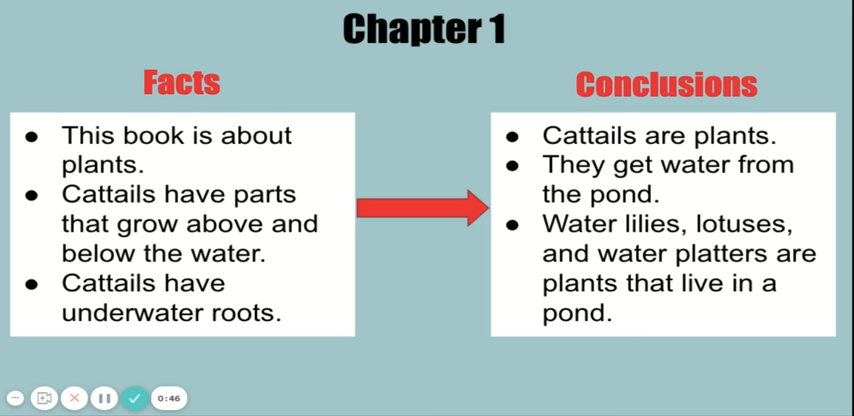 Chapter 1
Facts
● This book is about
plants.
● Cattails have parts
that grow above and
below the water.
● Cattails have
underwater roots.
Conclusions
● Cattails are plants.
● They get water from
the pond.
● Water lilies, lotuses,
and water platters are
plants that live in a
pond.
0:46